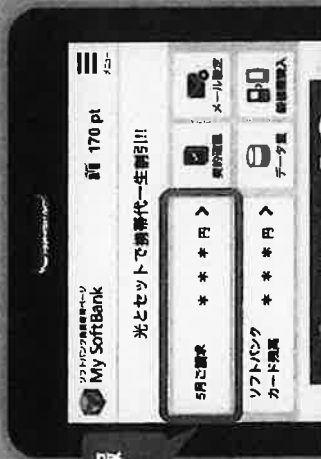 ソフトバンク会員専用ページ
My SoftBank
170 pt
メニュー
光とセットで携帯代一生割引!!
5月ご請求
***円 >
契約確認
メール設定
ソフトバンク
カード残高
***円 >
データ量
機種購入